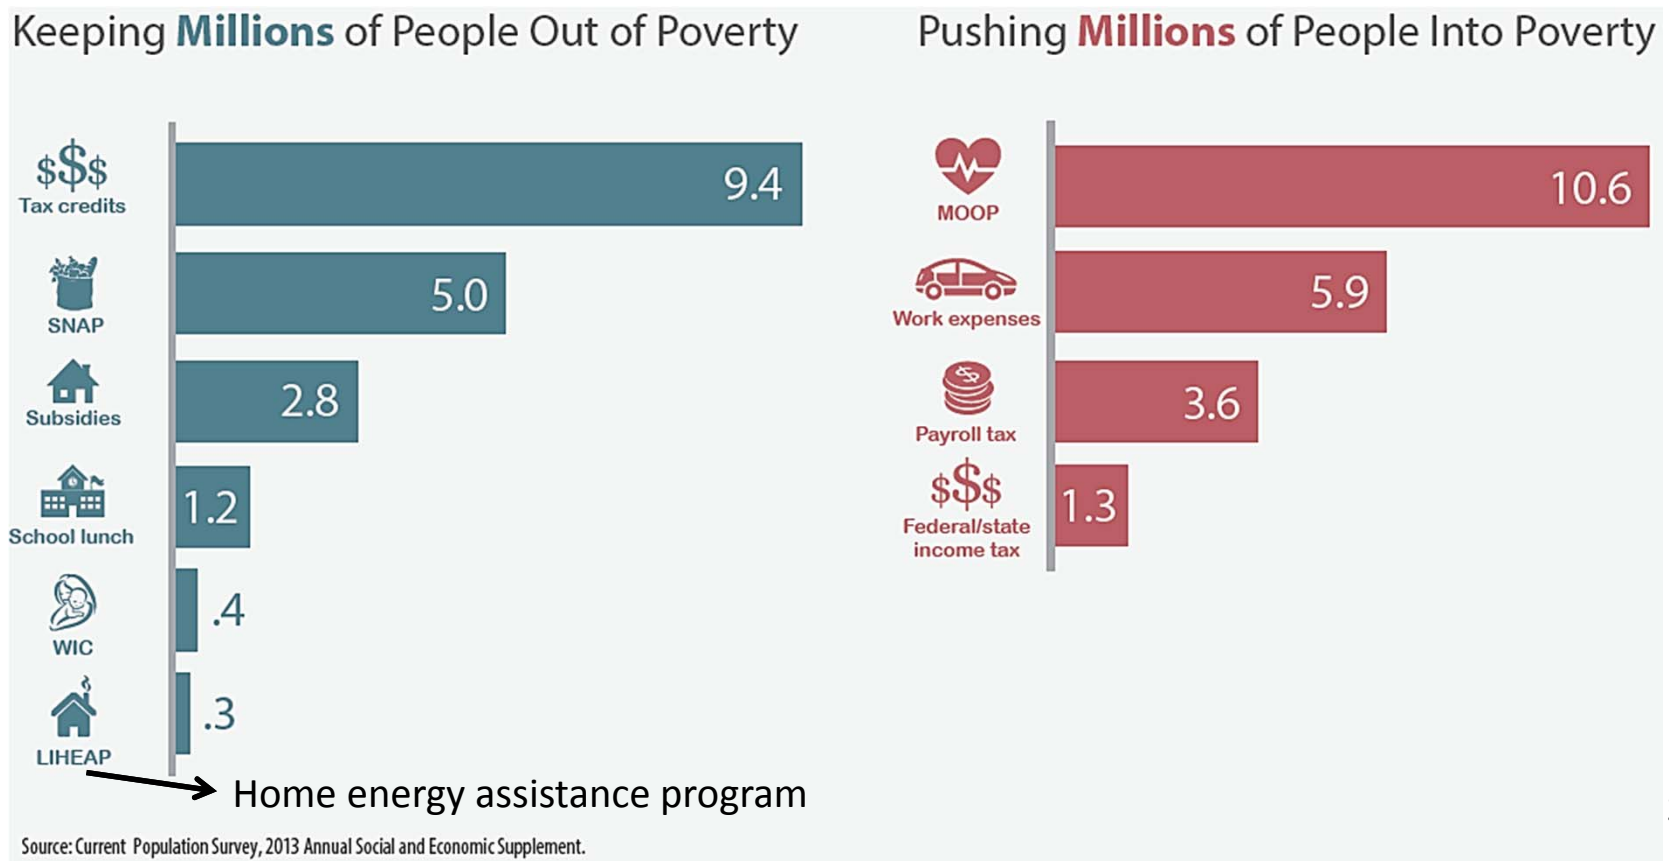 Keeping Millions of People Out of Poverty
$$$
Tax credits
9.4
SNAP
5.0
Subsidies
2.8
School lunch
1.2
WIC
.4
LIHEAP
.3
Home energy assistance program
Pushing Millions of People Into Poverty
MOOP
10.6
Work expenses
5.9
$
Payroll tax
3.6
$$$
Federal/state
income tax
1.3
Source: Current Population Survey, 2013 Annual Social and Economic Supplement.